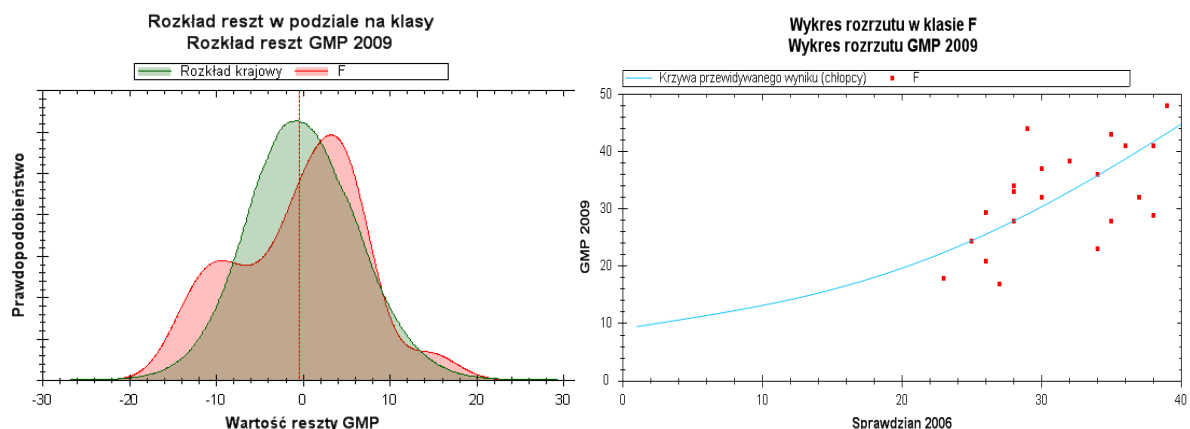 Rozkład reszt w podziale na klasy
Rozkład reszt GMP 2009
Rozkład krajowy F
Prawdopodobieństwo
-30 -20 -10 0 10 20 30
Wartość reszty GMP
Wykres rozrzutu w klasie F
Wykres rozrzutu GMP 2009
Krzywa przewidywanego wyniku (chłopcy) F
50
40
30
20
10
0
GMP 2009
0 10 20 30 40
Sprawdzian 2006